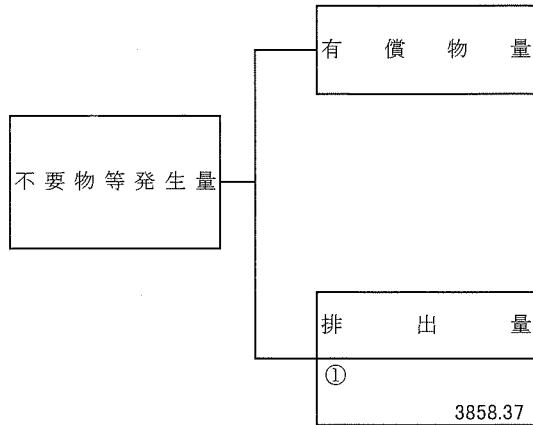 有償物量
不要物等発生量
排出量
①
3858.37